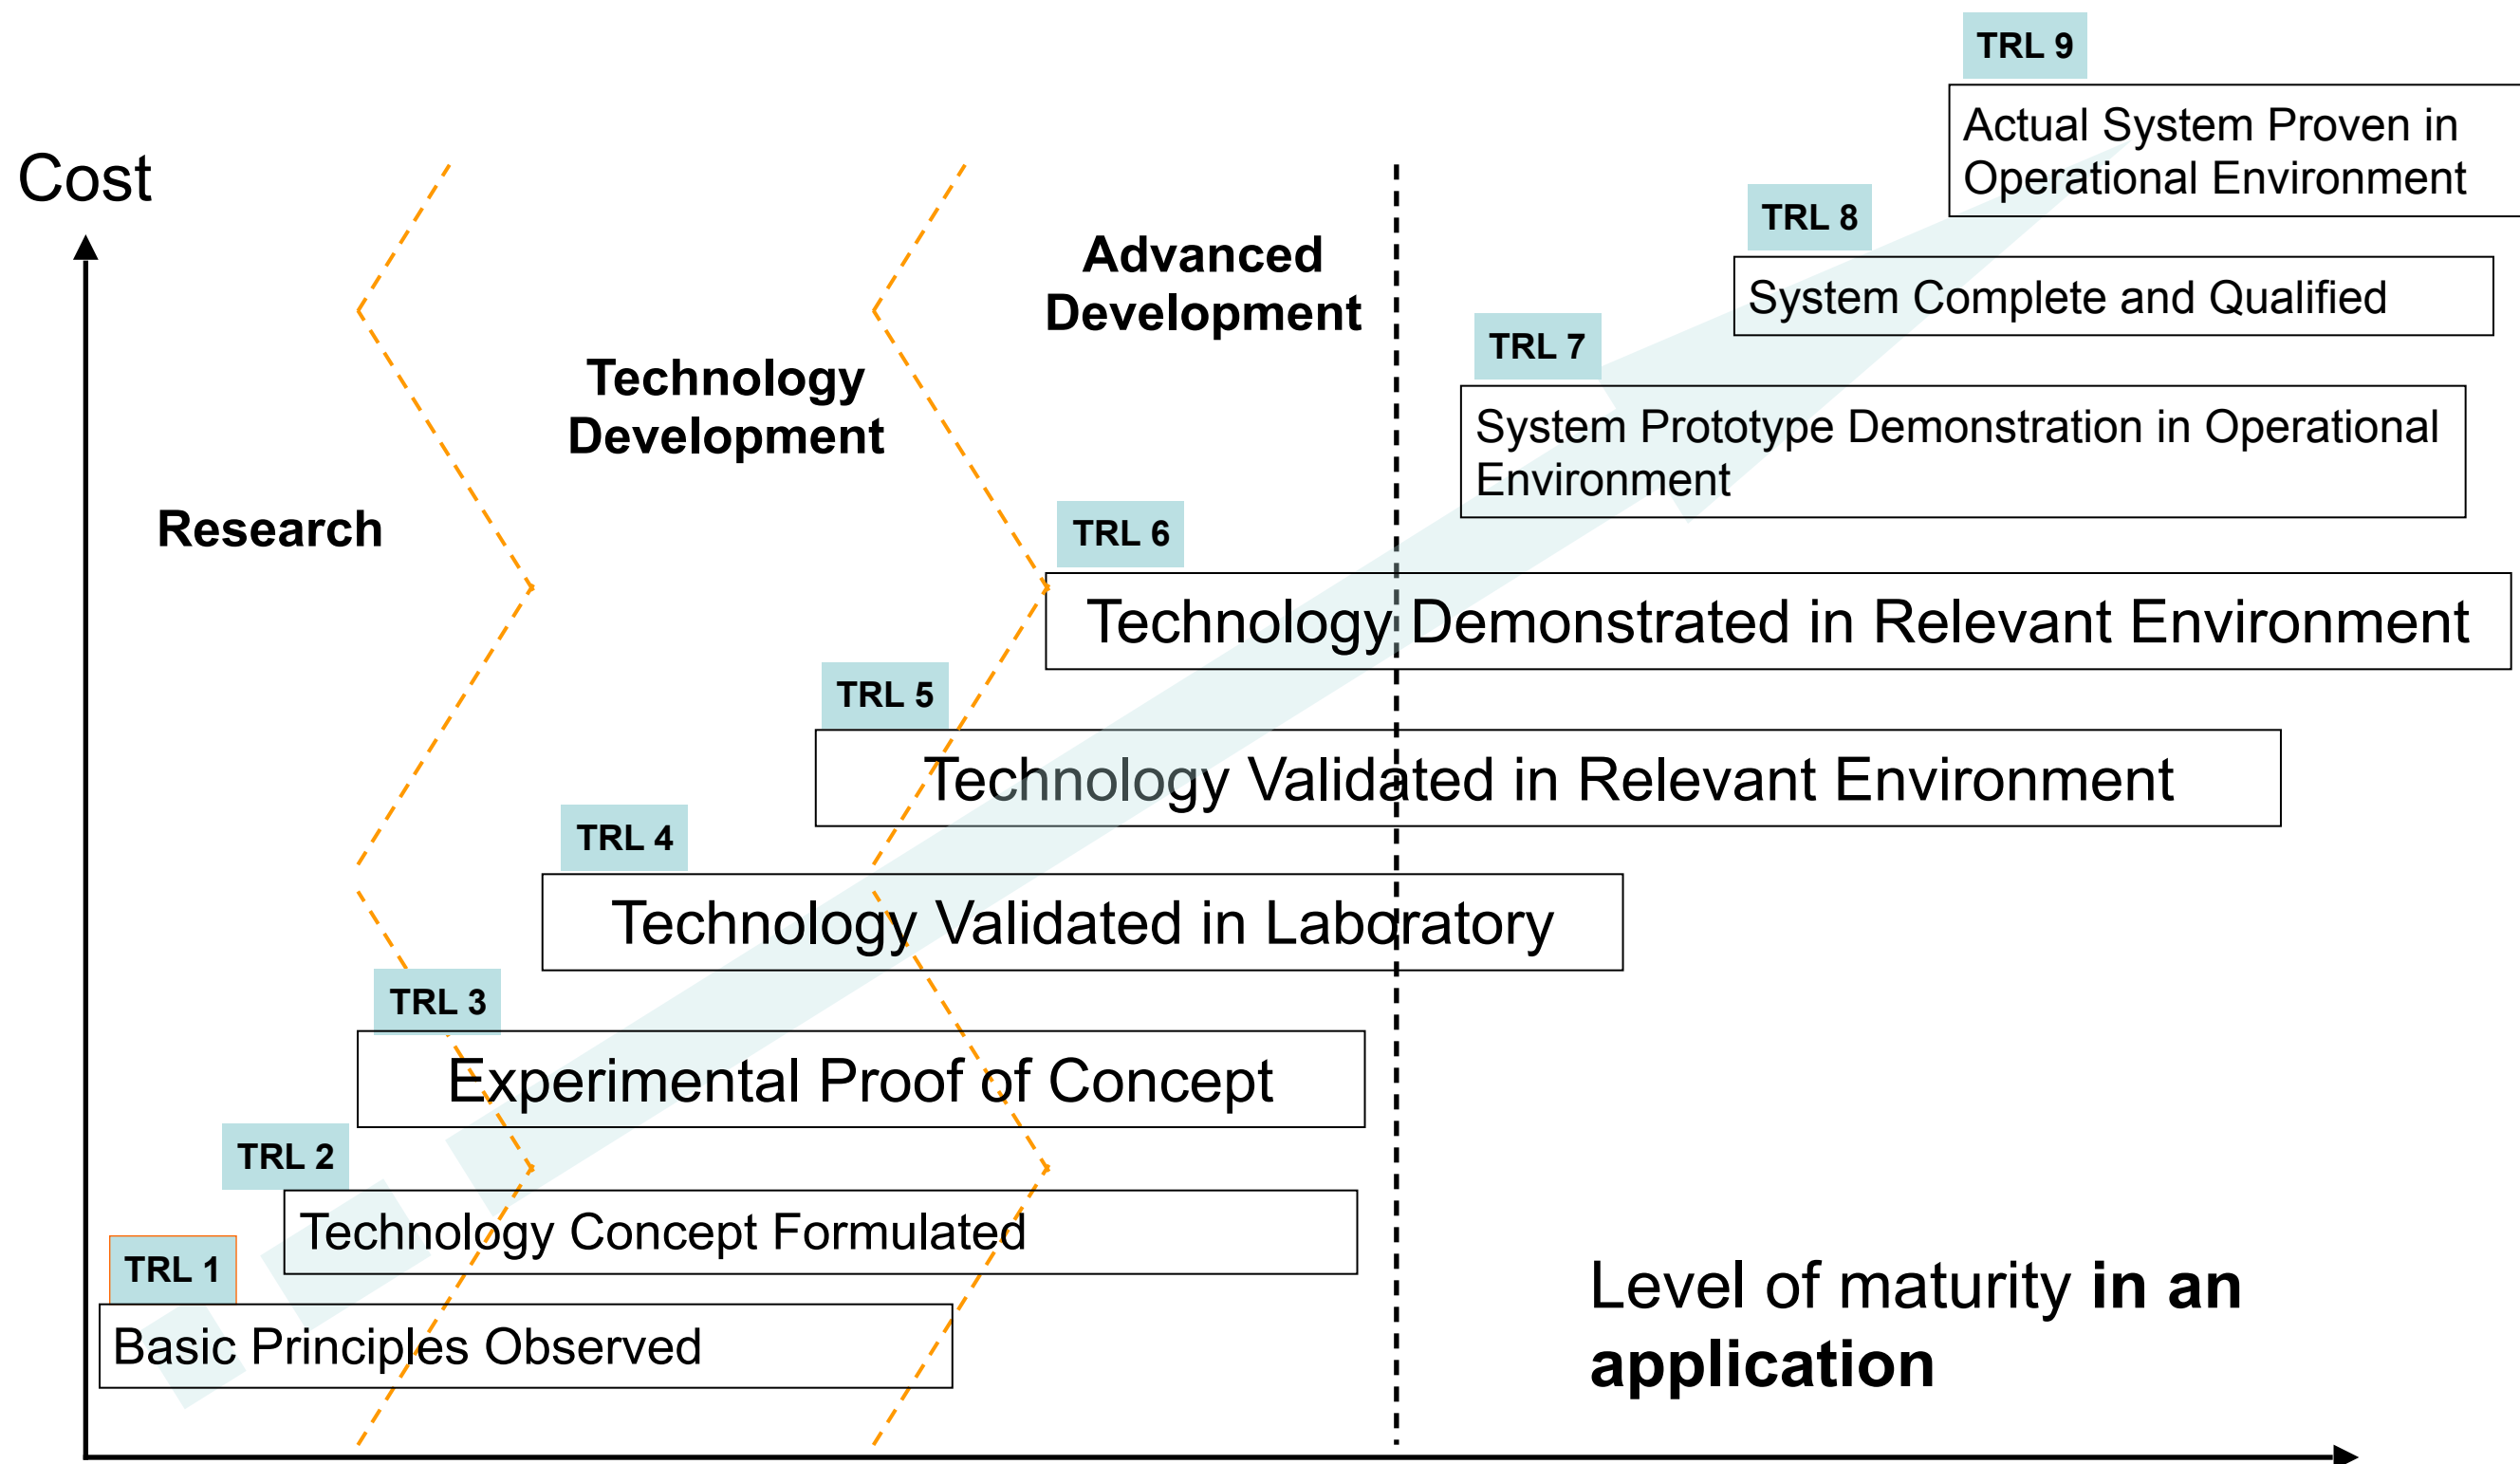 TRL 9
Actual System Proven in
Operational Environment
Cost
TRL 8
System Complete and Qualified
Advanced
Development
TRL 7
System Prototype Demonstration in Operational
Environment
Technology
Development
Research
TRL 6
Technology Demonstrated in Relevant Environment
TRL 5
Technology Validated in Relevant Environment
TRL 4
Technology Validated in Laboratory
TRL 3
Experimental Proof of Concept
TRL 2
Technology Concept Formulated
TRL 1
Basic Principles Observed
Level of maturity in an
application